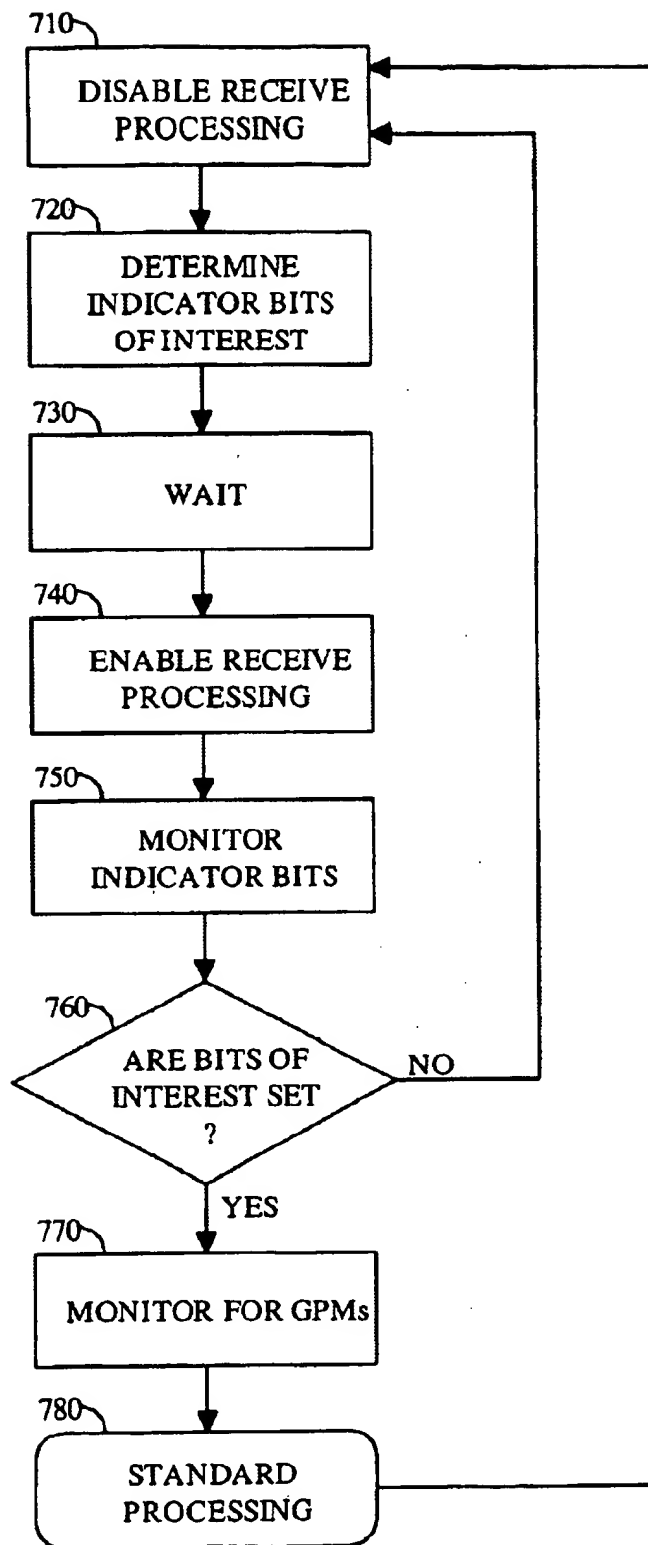 710
DISABLE RECEIVE
PROCESSING
720
DETERMINE
INDICATOR BITS
OF INTEREST
730
WAIT
740
ENABLE RECEIVE
PROCESSING
750
MONITOR
INDICATOR BITS
760
ARE BITS OF
INTEREST SET
?
NO
YES
770
MONITOR FOR GPMs
780
STANDARD
PROCESSING